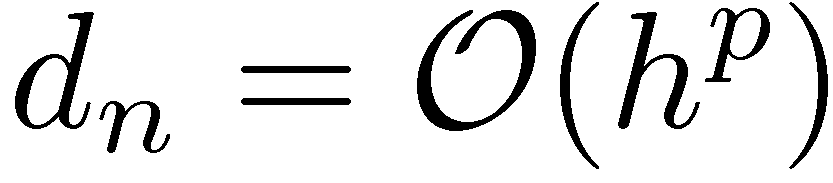 $d_n = \mathcal{O}(h^p)$